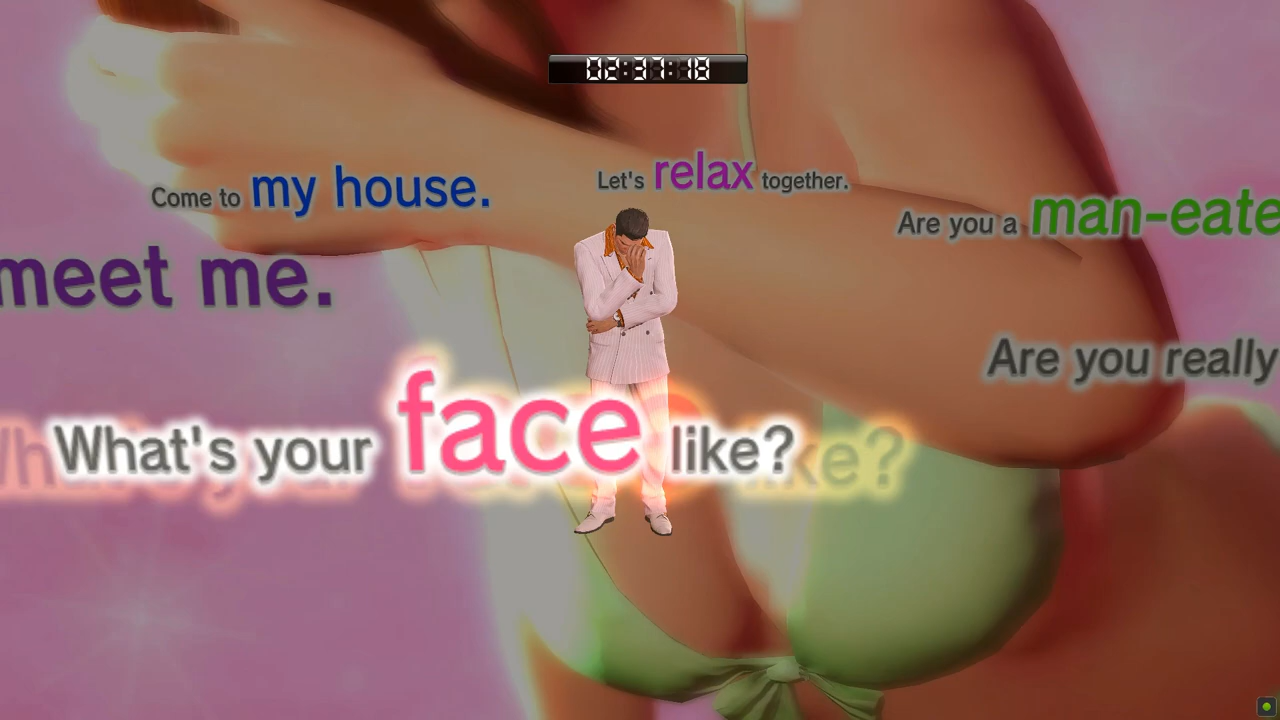 02:37:18
Let's relax together.
Come to my house.
Are you a man-eate
meet me.
Are you really
What's your face like?